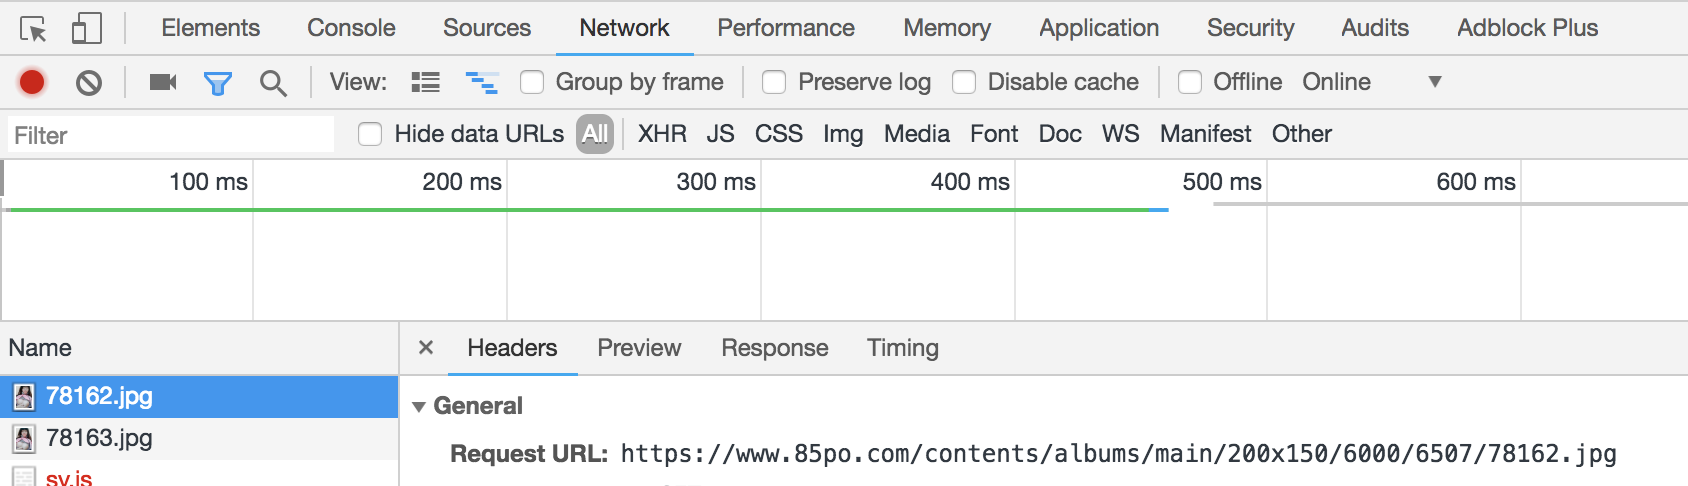 Elements Console Sources Network Performance Memory Application Security Audits Adblock Plus
View: Group by frame Preserve log Disable cache Offline Online
Filter Hide data URLs All XHR JS CSS Img Media Font Doc WS Manifest Other
100 ms 200 ms 300 ms 400 ms 500 ms 600 ms
Name × Headers Preview Response Timing
78162.jpg
General
78163.jpg
Request URL: https://www.85po.com/contents/albums/main/200x150/6000/6507/78162.jpg
sv.js